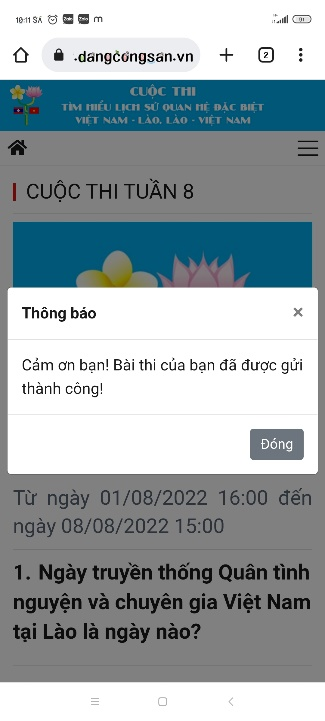 10:11 SA
.dangcongsan.vn
2
CUỘC THI
TÌM HIỂU LỊCH SỬ QUAN HỆ ĐẶC BIỆT
VIỆT NAM - LÀO, LÀO - VIỆT NAM
CUỘC THI TUẦN 8
Thông báo
×
Cảm ơn bạn! Bài thi của bạn đã được gửi
thành công!
Đóng
Từ ngày 01/08/2022 16:00 đến
ngày 08/08/2022 15:00
1. Ngày truyền thống Quân tình
nguyện và chuyên gia Việt Nam
tại Lào là ngày nào?